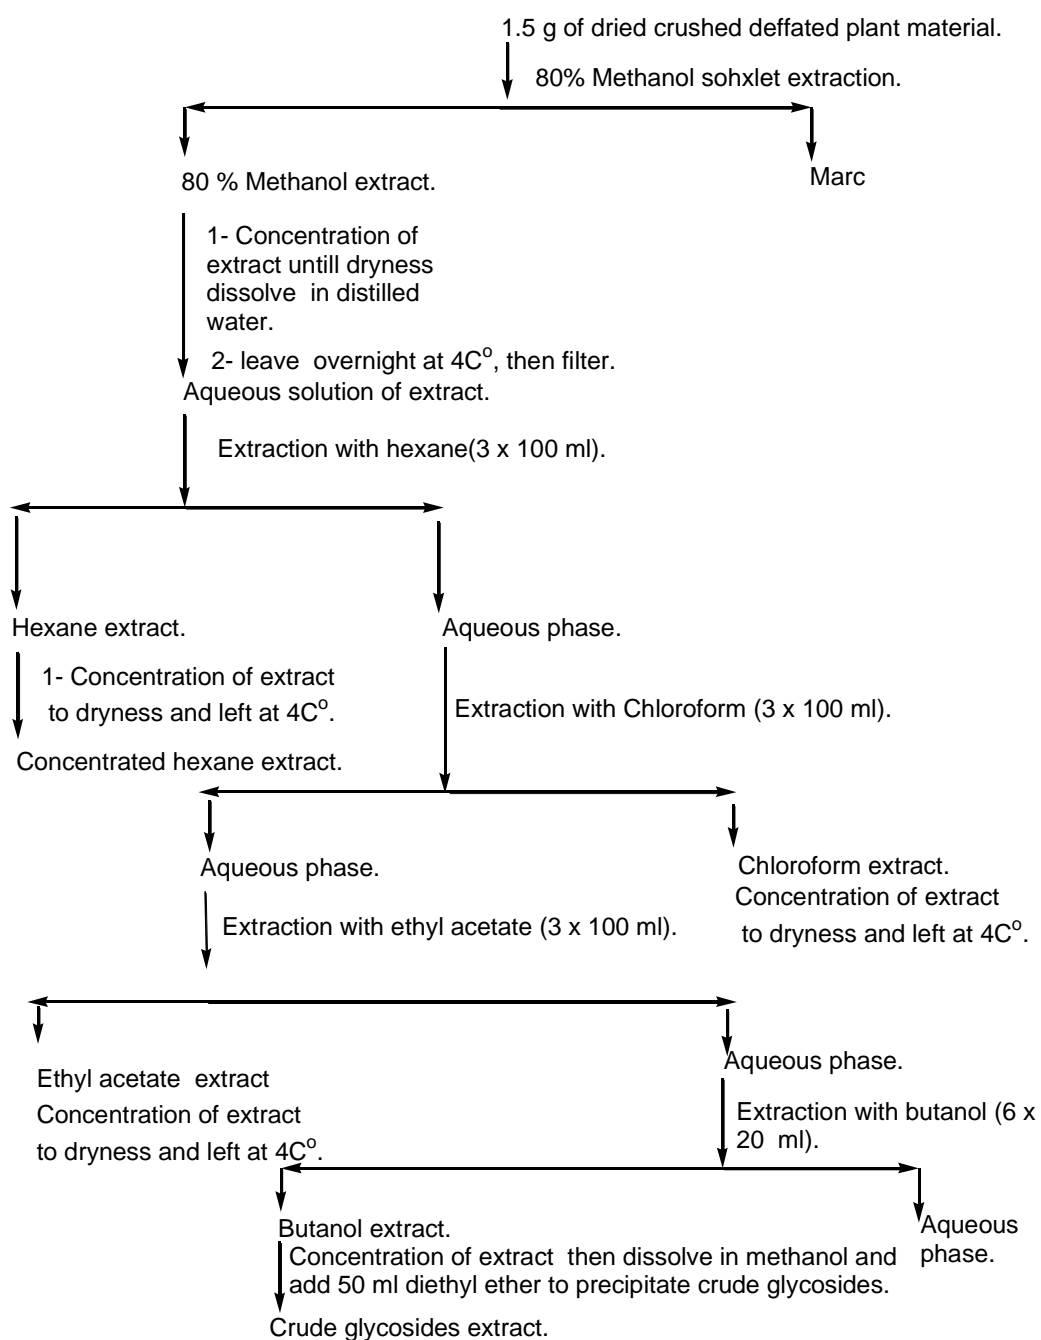 1.5 g of dried crushed deffated plant material.
80% Methanol sohxlet extraction.
80 % Methanol extract.
Marc
1- Concentration of
extract untill dryness
dissolve in distilled
water.
2- leave overnight at 4C°, then filter.
Aqueous solution of extract.
Extraction with hexane(3 x 100 ml).
Hexane extract.
Aqueous phase.
1- Concentration of extract
to dryness and left at 4C°.
Extraction with Chloroform (3 x 100 ml).
Concentrated hexane extract.
Aqueous phase.
Chloroform extract.
Concentration of extract
to dryness and left at 4C°.
Extraction with ethyl acetate (3 x 100 ml).
Ethyl acetate extract
Concentration of extract
to dryness and left at 4C°.
Aqueous phase.
Extraction with butanol (6 x
20 ml).
Butanol extract.
Aqueous
phase.
Concentration of extract then dissolve in methanol and
add 50 ml diethyl ether to precipitate crude glycosides.
Crude glycosides extract.